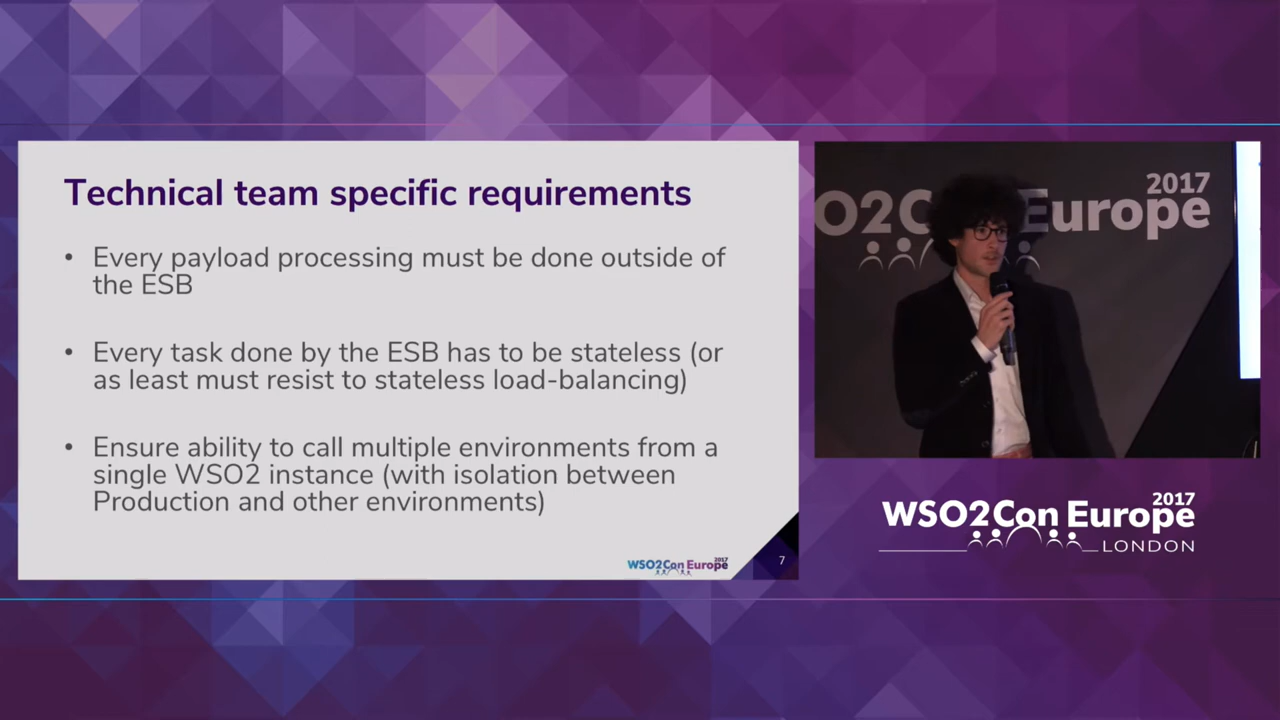 Technical team specific requirements
• Every payload processing must be done outside of
the ESB
• Every task done by the ESB has to be stateless (or
as least must resist to stateless load-balancing)
• Ensure ability to call multiple environments from a
single WSO2 instance (with isolation between
Production and other environments)
WSO2Con Europe 2017
7
2017
SO2C Europe
2017
WSO2Con Europe
LONDON